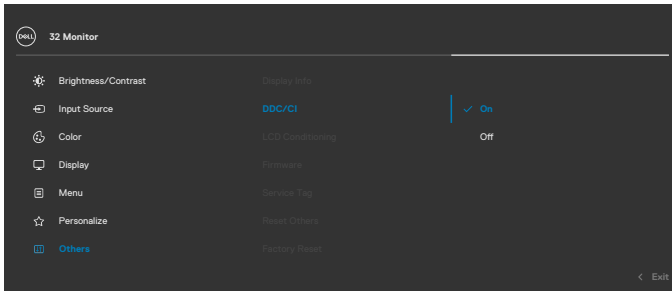 DELL
32 Monitor
Brightness/Contrast
Display Info
Input Source
DDC/CI
On
Color
LCD Conditioning
Off
Display
Firmware
Menu
Service Tag
Personalize
Reset Others
Others
Factory Reset
Exit